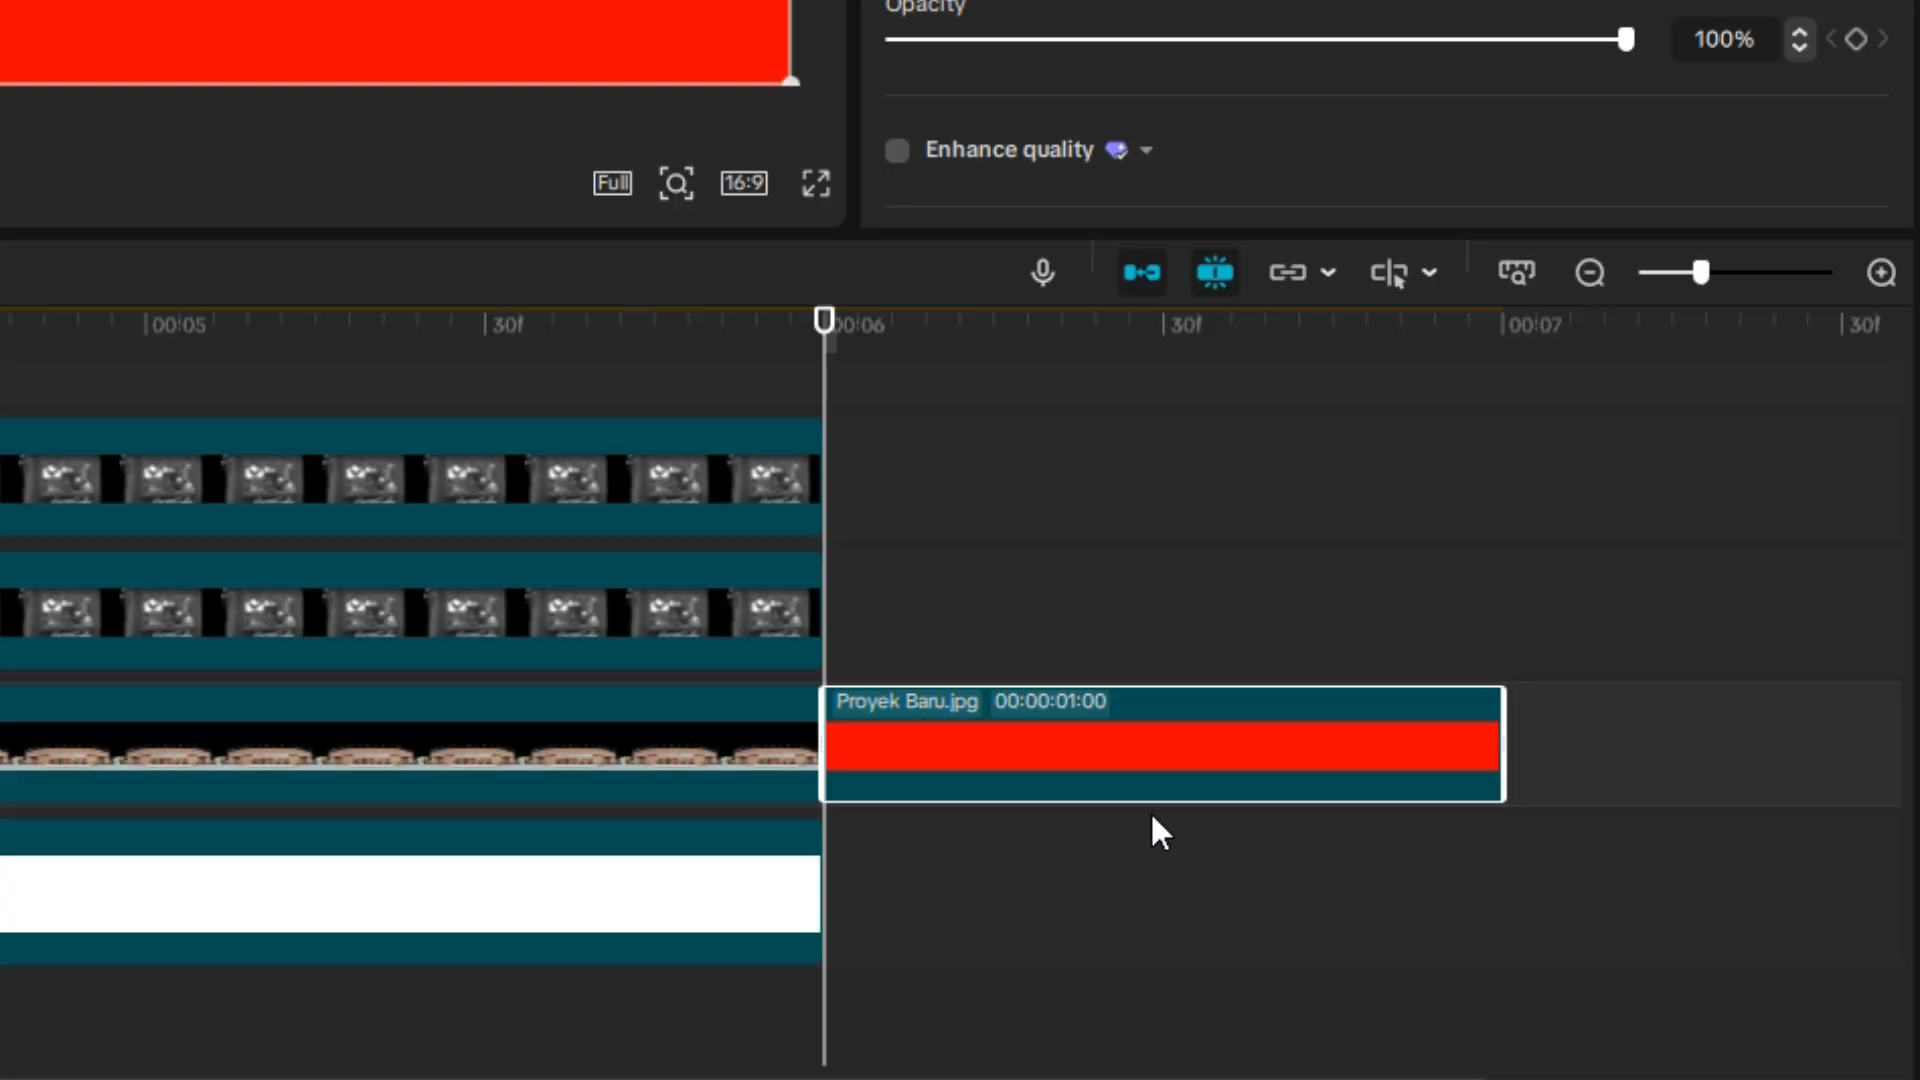 Opacity
100%
Enhance quality
Full
16:9
00:05
30f
00:06
30f
00:07
30f
Proyek Baru.jpg 00:00:01:00